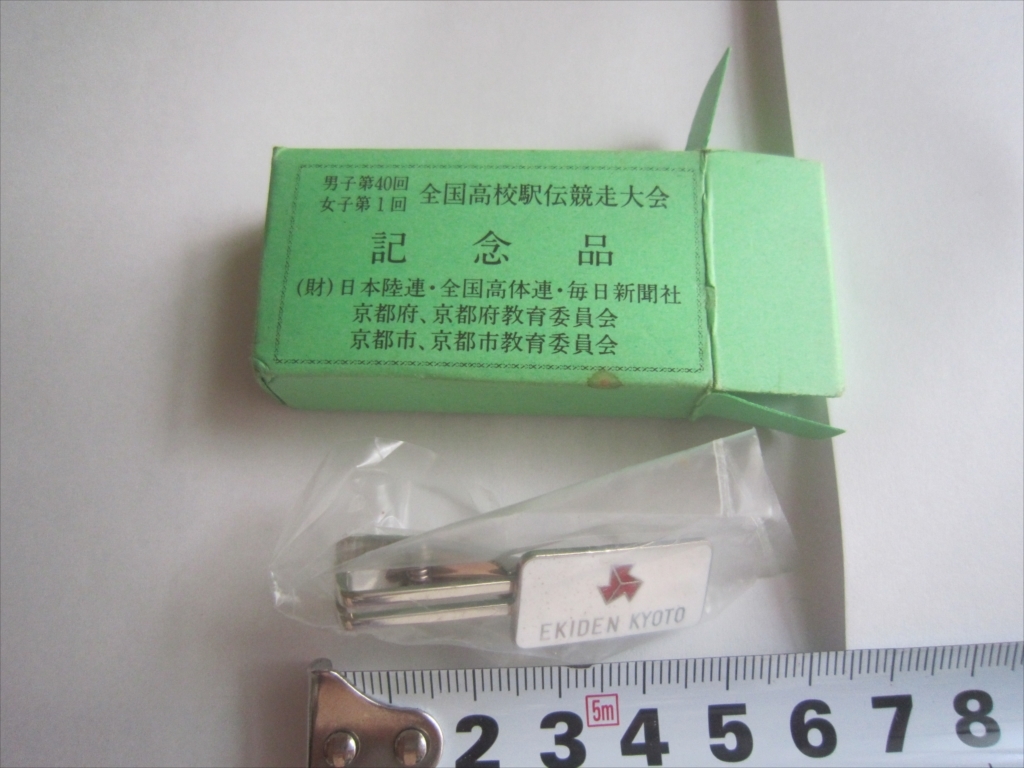 男子第40回
女子第1回
全国高校駅伝競走大会
記念品
(財)日本陸連・全国高体連・毎日新聞社
京都府、京都府教育委員会
京都市、京都市教育委員会
EKIDEN KYOTO
2 3 5m 4 5 6 7 8